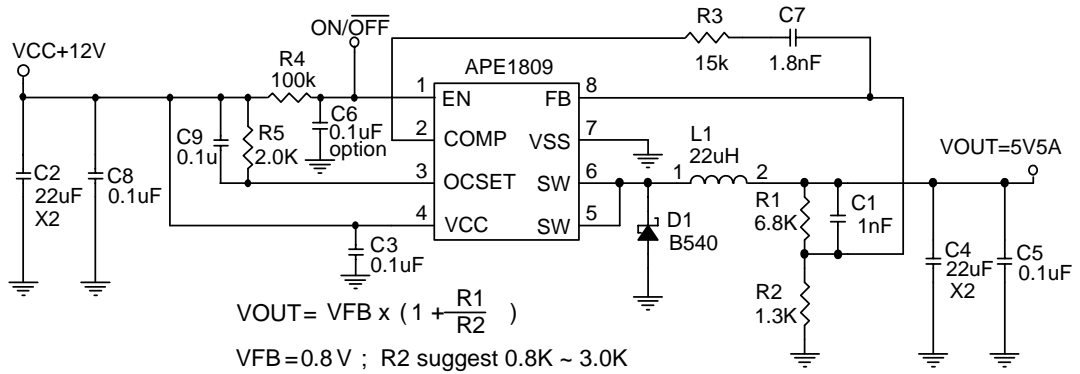 ON/OFF
VCC+12V
R3
C7
15k
1.8nF
R4
100k
APE1809
1
EN
FB
8
C6
0.1uF
option
2
COMP
VSS
7
C9
0.1u
R5
2.0K
L1
22uH
VOUT=5V5A
3
OCSET
SW
6
1
2
C2
22uF
X2
C8
0.1uF
4
VCC
SW
5
D1
B540
R1
6.8K
C1
1nF
C3
0.1uF
C4
22uF
X2
C5
0.1uF
R2
1.3K
VOUT= VFB x ( 1 + R1
R2 )
VFB=0.8V ; R2 suggest 0.8K ~ 3.0K